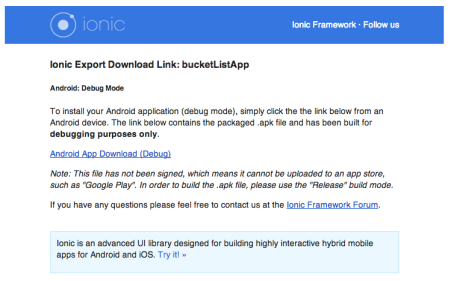 ionic
Ionic Framework · Follow us
Ionic Export Download Link: bucketListApp
Android: Debug Mode
To install your Android application (debug mode), simply click the the link below from an
Android device. The link below contains the packaged .apk file and has been built for
debugging purposes only.
Android App Download (Debug)
Note: This file has not been signed, which means it cannot be uploaded to an app store,
such as "Google Play". In order to build the .apk file, please use the "Release" build mode.
If you have any questions please feel free to contact us at the Ionic Framework Forum.
Ionic is an advanced UI library designed for building highly interactive hybrid mobile
apps for Android and iOS. Try it! »